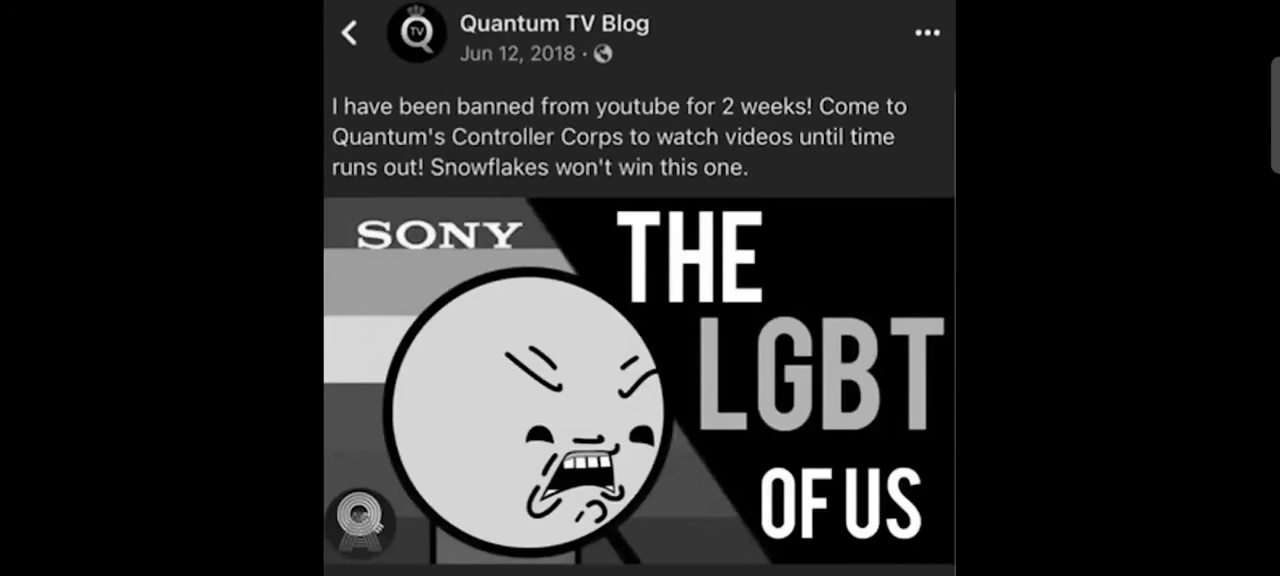 TV
Quantum TV Blog
Jun 12, 2018 ·
I have been banned from youtube for 2 weeks! Come to
Quantum's Controller Corps to watch videos until time
runs out! Snowflakes won't win this one.
SONY
THE
LGBT
OF US